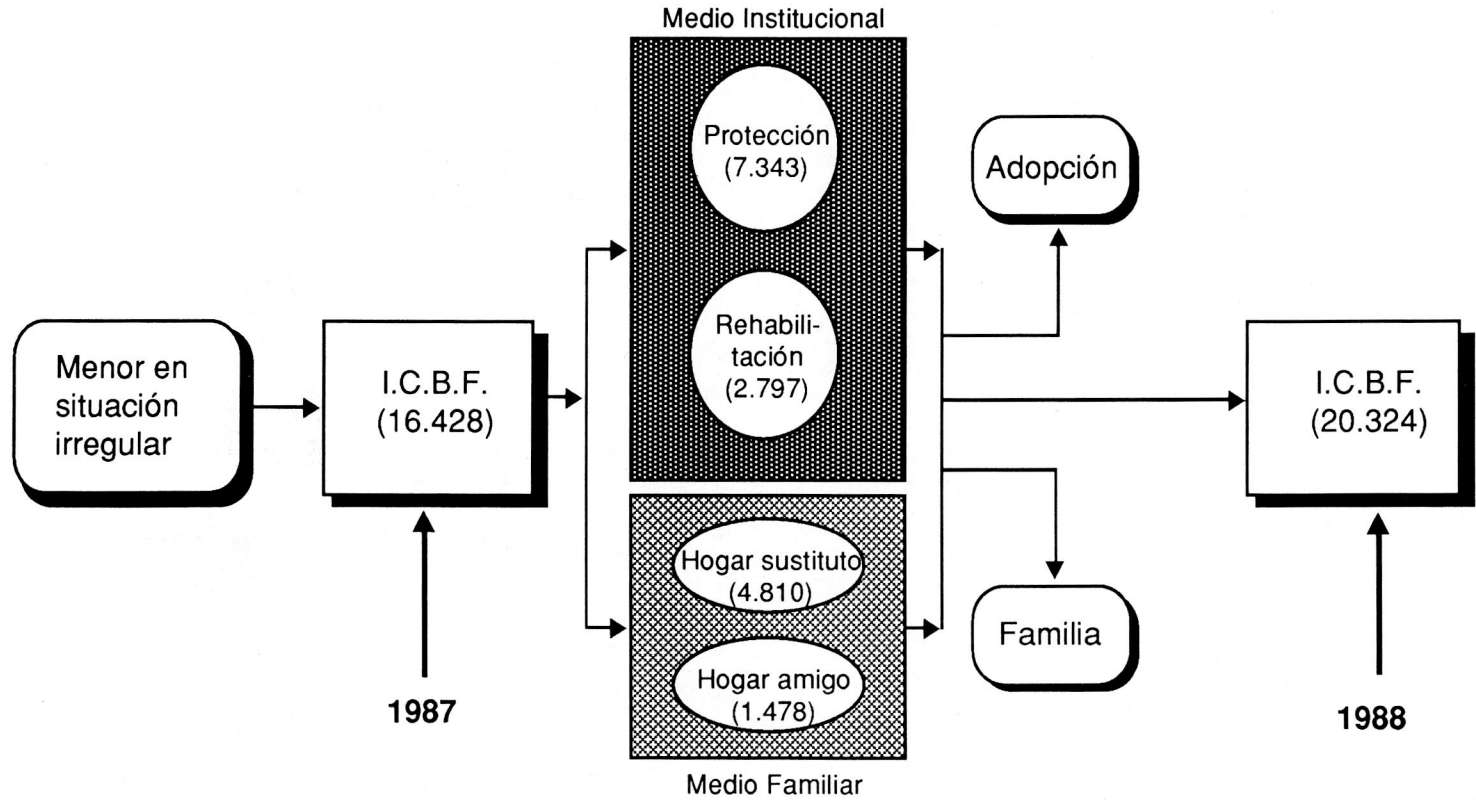 Medio Institucional
Protección
(7.343)
Rehabili-
tación
(2.797)
Menor en
situación
irregular
I.C.B.F.
(16.428)
1987
Hogar sustituto
(4.810)
Hogar amigo
(1.478)
Medio Familiar
Adopción
Familia
I.C.B.F.
(20.324)
1988